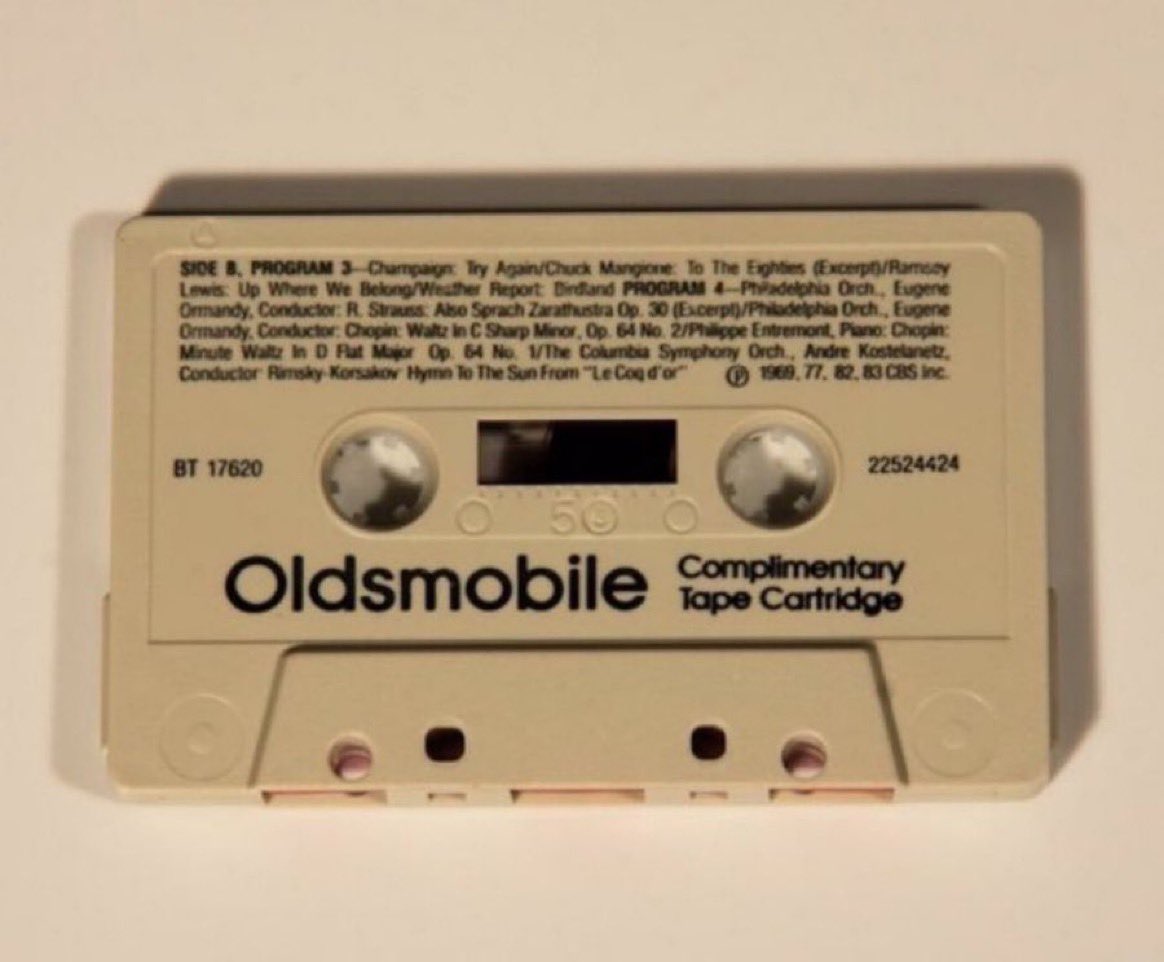 SIDE B, PROGRAM 3—Champaign: Try Again/Chuck Mangione: To The Eighties (Excerpt)/Ramsey
Lewis: Up Where We Belong/Weather Report: Birdland PROGRAM 4—Philadelphia Orch., Eugene
Ormandy, Conductor: R. Strauss: Also Sprach Zarathustra Op. 30 (Excerpt)/Philadelphia Orch., Eugene
Ormandy, Conductor: Chopin: Waltz In C Sharp Minor, Op. 64 No. 2/Philippe Entremont, Piano: Chopin:
Minute Waltz In D Flat Major Op. 64 No. 1/The Columbia Symphony Orch., Andre Kostelanetz,
Conductor: Rimsky-Korsakov: Hymn To The Sun From "Le Coq d'or" ℗ 1969, 77, 82, 83 CBS Inc.
BT 17620
22524424
50
Oldsmobile
Complimentary
Tape Cartridge